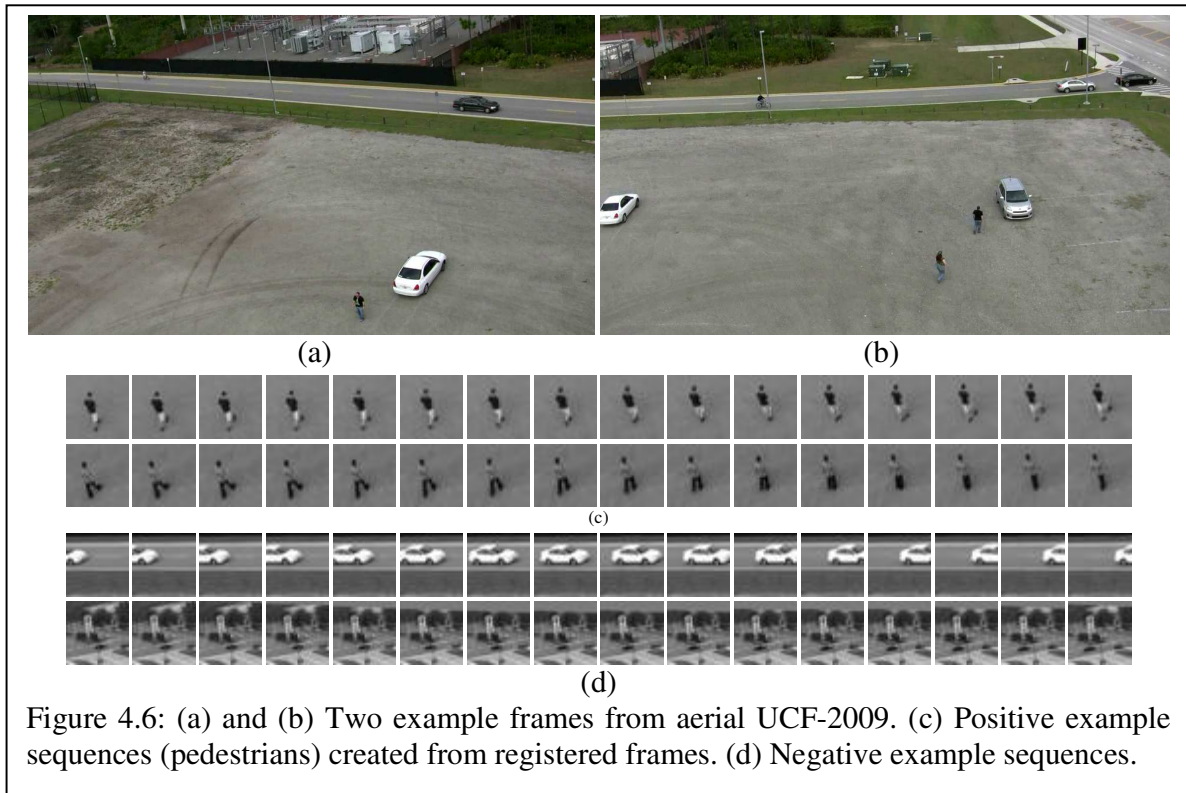 (a)
(b)
(c)
(d)
Figure 4.6: (a) and (b) Two example frames from aerial UCF-2009. (c) Positive example
sequences (pedestrians) created from registered frames. (d) Negative example sequences.